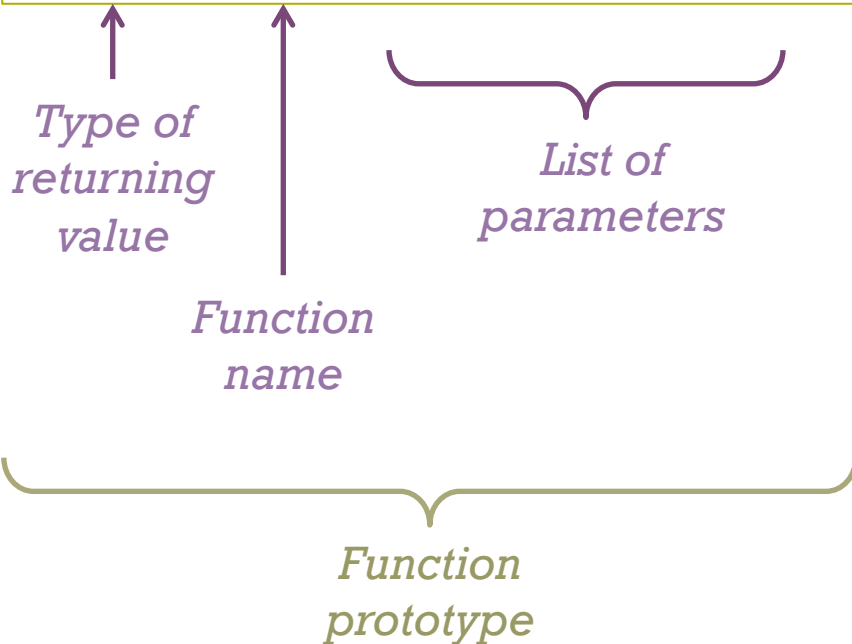 Type of
returning
value
List of
parameters
Function
name
Function
prototype